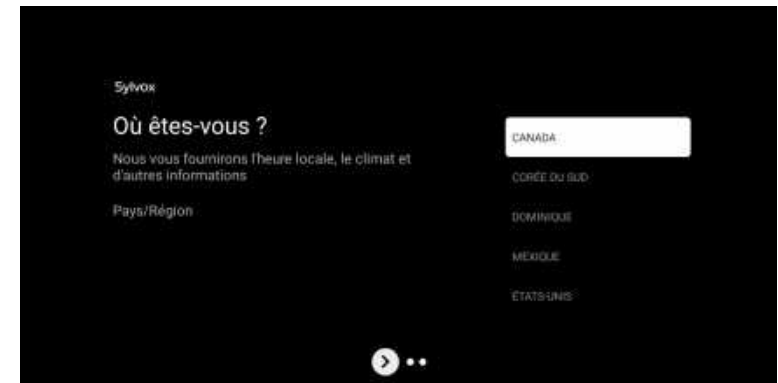 Sylvox
Où êtes-vous ?
Nous vous fournirons l'heure locale, le climat et
d'autres informations
Pays/Région
CANADA
CORÉE DU SUD
DOMINIQUE
MEXIQUE
ÉTATS-UNIS